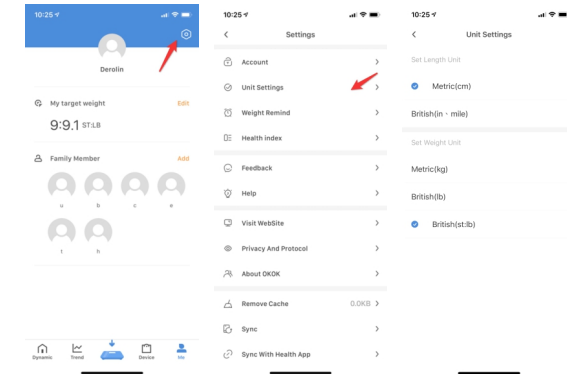 10:25
Derolin
My target weight
Edit
9:9.1 ST:LB
Family Member
Add
u
b
c
e
t
h
Dynamic
Trend
Device
Me
10:25
Settings
Account
Unit Settings
Weight Remind
Health index
Feedback
Help
Visit WebSite
Privacy And Protocol
About OKOK
Remove Cache
0.0KB
Sync
Sync With Health App
10:25
Unit Settings
Set Length Unit
Metric(cm)
British(in、mile)
Set Weight Unit
Metric(kg)
British(lb)
British(st:lb)